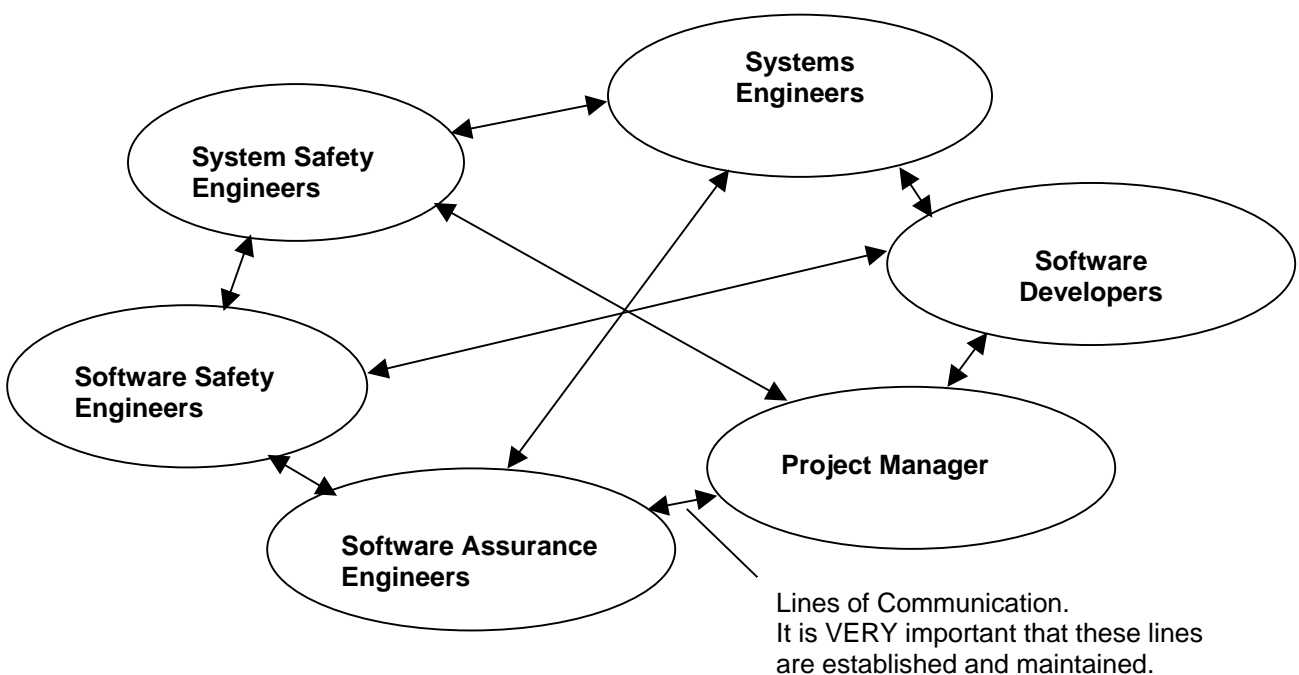 Systems
Engineers
System Safety
Engineers
Software
Developers
Software Safety
Engineers
Project Manager
Software Assurance
Engineers
Lines of Communication.
It is VERY important that these lines
are established and maintained.